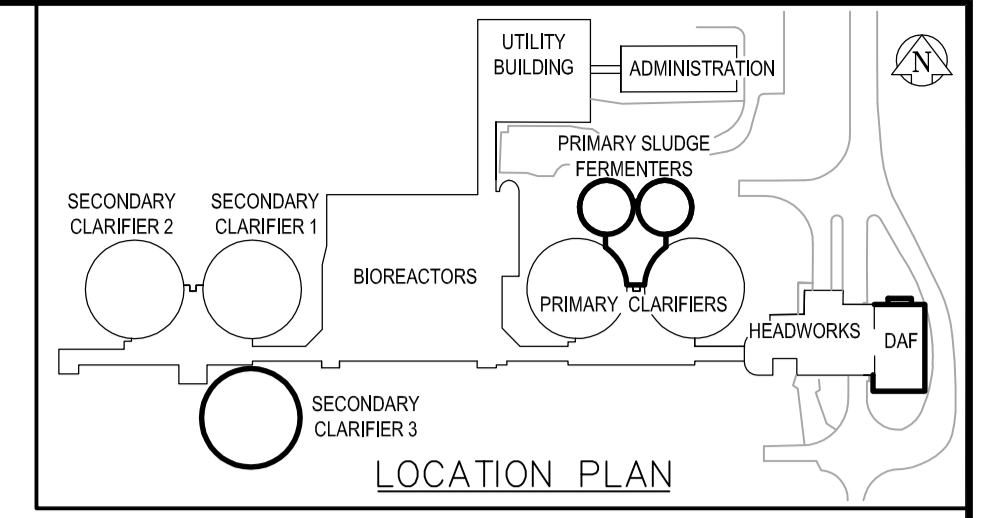 UTILITY
BUILDING
ADMINISTRATION
N
PRIMARY SLUDGE
FERMENTERS
SECONDARY
CLARIFIER 2
SECONDARY
CLARIFIER 1
BIOREACTORS
PRIMARY CLARIFIERS
HEADWORKS
DAF
SECONDARY
CLARIFIER 3
LOCATION PLAN